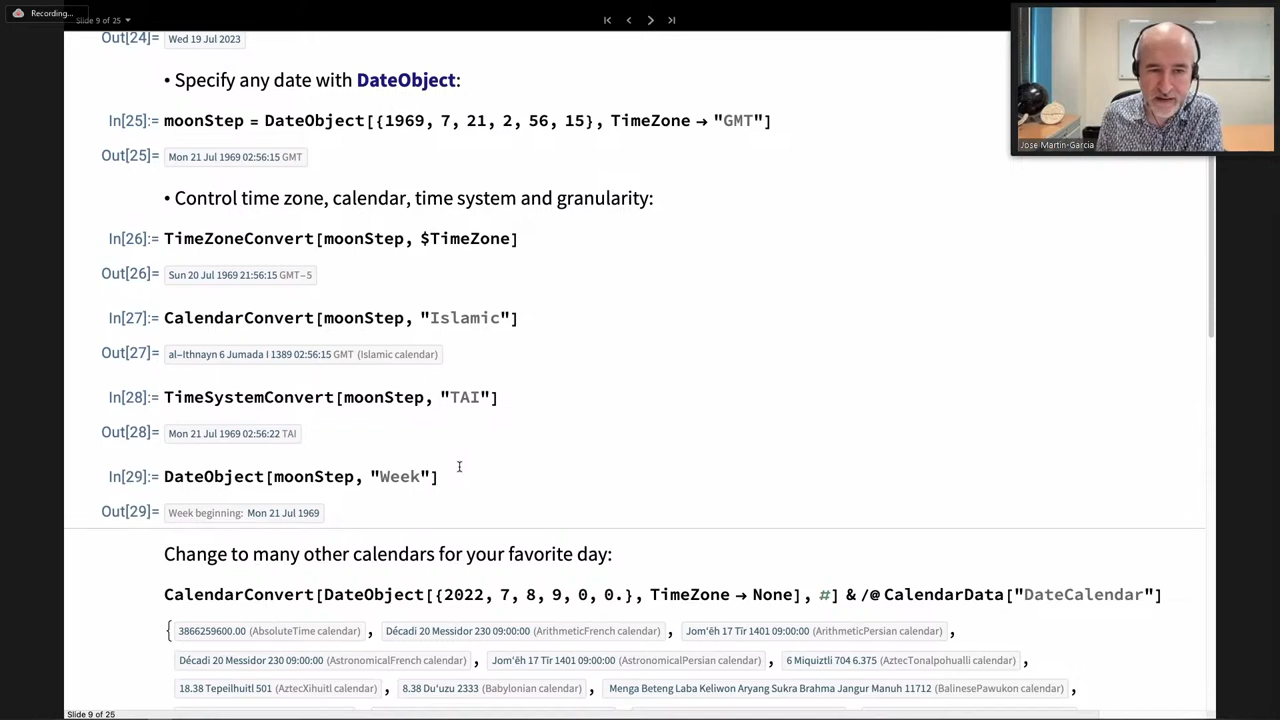 Recording...
Slide 9 of 25
Out[24]= Wed 19 Jul 2023
• Specify any date with DateObject:
In[25]:= moonStep = DateObject[{1969, 7, 21, 2, 56, 15}, TimeZone → "GMT"]
Out[25]= Mon 21 Jul 1969 02:56:15 GMT
Jose Martin-Garcia
• Control time zone, calendar, time system and granularity:
In[26]:= TimeZoneConvert[moonStep, $TimeZone]
Out[26]= Sun 20 Jul 1969 21:56:15 GMT-5
In[27]:= CalendarConvert[moonStep, "Islamic"]
Out[27]= al-Ithnayn 6 Jumada I 1389 02:56:15 GMT (Islamic calendar)
In[28]:= TimeSystemConvert[moonStep, "TAI"]
Out[28]= Mon 21 Jul 1969 02:56:22 TAI
In[29]:= DateObject[moonStep, "Week"]
Out[29]= Week beginning: Mon 21 Jul 1969
Change to many other calendars for your favorite day:
CalendarConvert[DateObject[{2022, 7, 8, 9, 0, 0.}, TimeZone → None], #] & /@ CalendarData["DateCalendar"]
{ 3866259600.00 (AbsoluteTime calendar) , Décadi 20 Messidor 230 09:00:00 (ArithmeticFrench calendar) , Jom'ēh 17 Tīr 1401 09:00:00 (ArithmeticPersian calendar) ,
Décadi 20 Messidor 230 09:00:00 (AstronomicalFrench calendar) , Jom'ēh 17 Tīr 1401 09:00:00 (AstronomicalPersian calendar) , 6 Miquiztli 704 6.375 (AztecTonalpohualli calendar) ,
18.38 Tepeilhuitl 501 (AztecXihuitl calendar) , 8.38 Du'uzu 2333 (Babylonian calendar) , Menga Beteng Laba Keliwon Aryang Sukra Brahma Jangur Manuh 11712 (BalinesePawukon calendar) ,
Slide 9 of 25